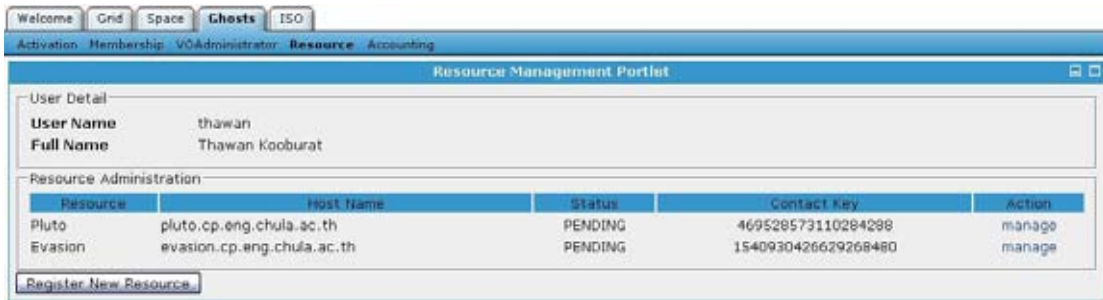 Welcome Grid Space Ghosts ISO
Activation Membership VOAdministrator Resource Accounting
Resource Management Portlet
User Detail
User Name thawan
Full Name Thawan Kooburat
Resource Administration
Resource Host Name Status Contact Key Action
Pluto pluto.cp.eng.chula.ac.th PENDING 469528573110284288 manage
Evasion evasion.cp.eng.chula.ac.th PENDING 1540930426629268480 manage
Register New Resource